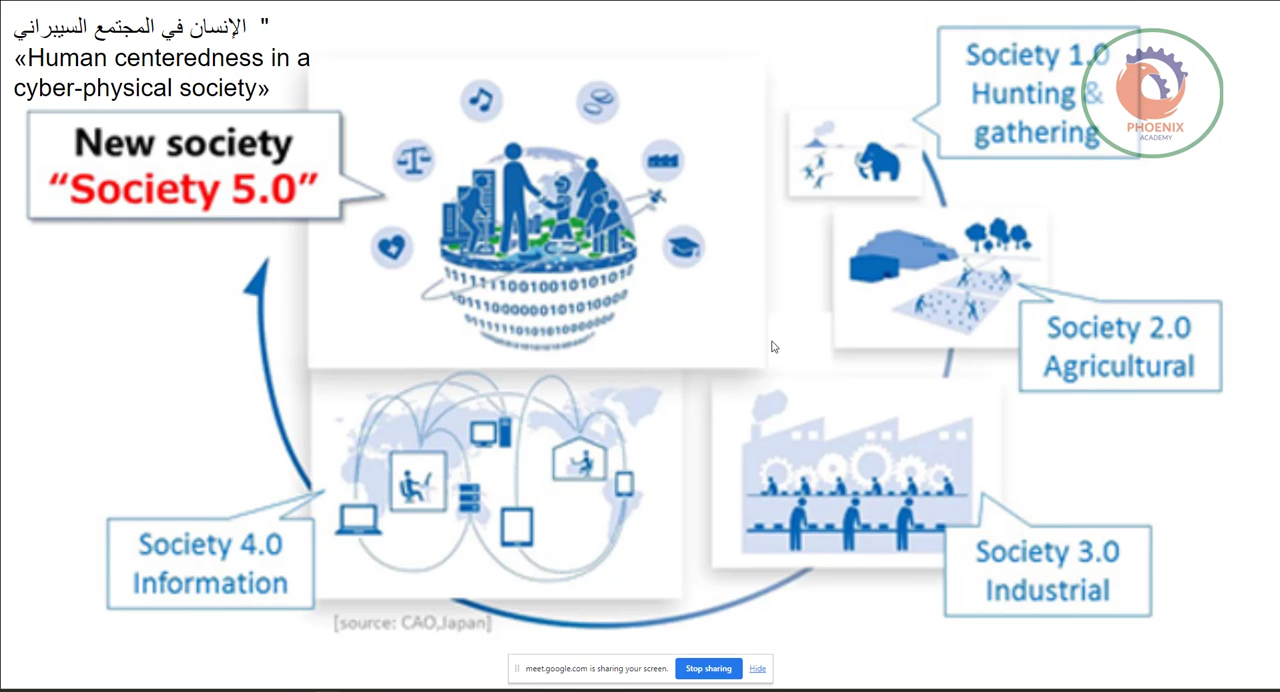 الإنسان في المجتمع السيبراني "
«Human centeredness in a
cyber-physical society»
New society
“Society 5.0”
Society 1.0
Hunting &
gathering
PHOENIX
ACADEMY
Society 2.0
Agricultural
Society 3.0
Industrial
Society 4.0
Information
[source: CAO,Japan]
meet.google.com is sharing your screen.
Stop sharing
Hide